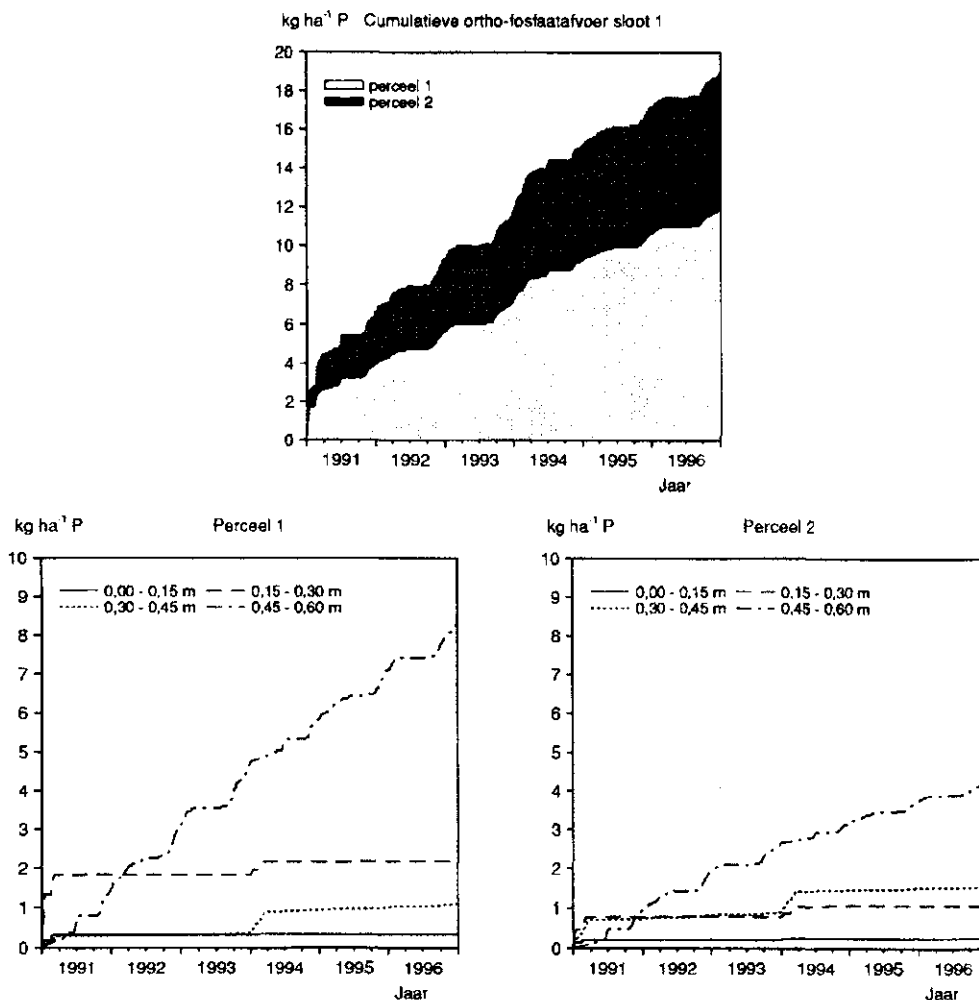 kg ha⁻¹ P Cumulatieve ortho-fosfaatafvoer sloot 1
20
18
16
14
12
10
8
6
4
2
0
perceel 1
perceel 2
1991 1992 1993 1994 1995 1996
Jaar
kg ha⁻¹ P Perceel 1
10
9
8
7
6
5
4
3
2
1
0
0,00 - 0,15 m 0,15 - 0,30 m
0,30 - 0,45 m 0,45 - 0,60 m
1991 1992 1993 1994 1995 1996
Jaar
kg ha⁻¹ P Perceel 2
10
9
8
7
6
5
4
3
2
1
0
0,00 - 0,15 m 0,15 - 0,30 m
0,30 - 0,45 m 0,45 - 0,60 m
1991 1992 1993 1994 1995 1996
Jaar